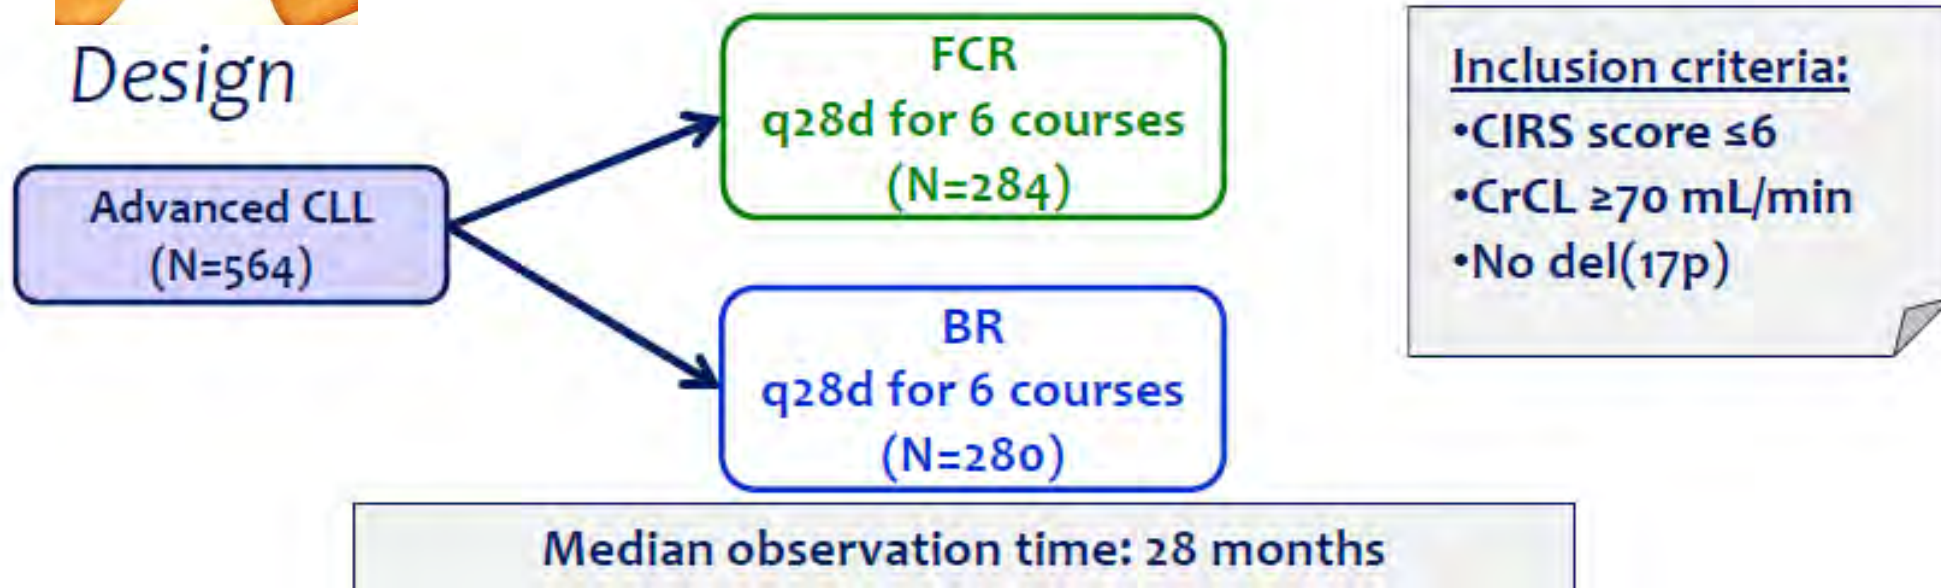 Design
Advanced CLL
(N=564)
FCR
q28d for 6 courses
(N=284)
BR
q28d for 6 courses
(N=280)
Inclusion criteria:
•CIRS score ≤6
•CrCL ≥70 mL/min
•No del(17p)
Median observation time: 28 months